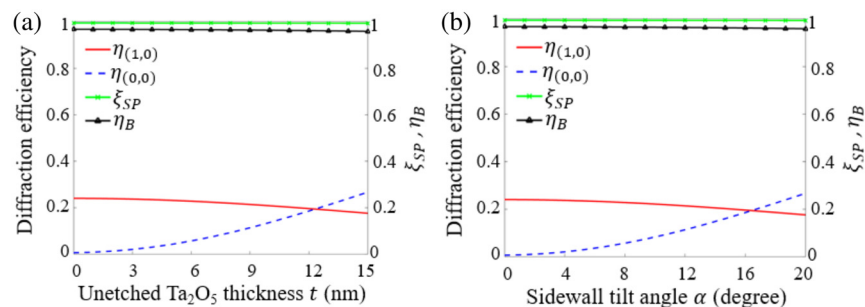 (a)
1
0.8
0.6
0.4
0.2
0
Diffraction efficiency
η(1,0)
η(0,0)
ξSP
ηB
1
0.8
0.6
0.4
0.2
0
ξSP , ηB
0 3 6 9 12 15
Unetched Ta₂O₅ thickness t (nm)
(b)
1
0.8
0.6
0.4
0.2
0
Diffraction efficiency
η(1,0)
η(0,0)
ξSP
ηB
1
0.8
0.6
0.4
0.2
0
ξSP , ηB
0 4 8 12 16 20
Sidewall tilt angle α (degree)